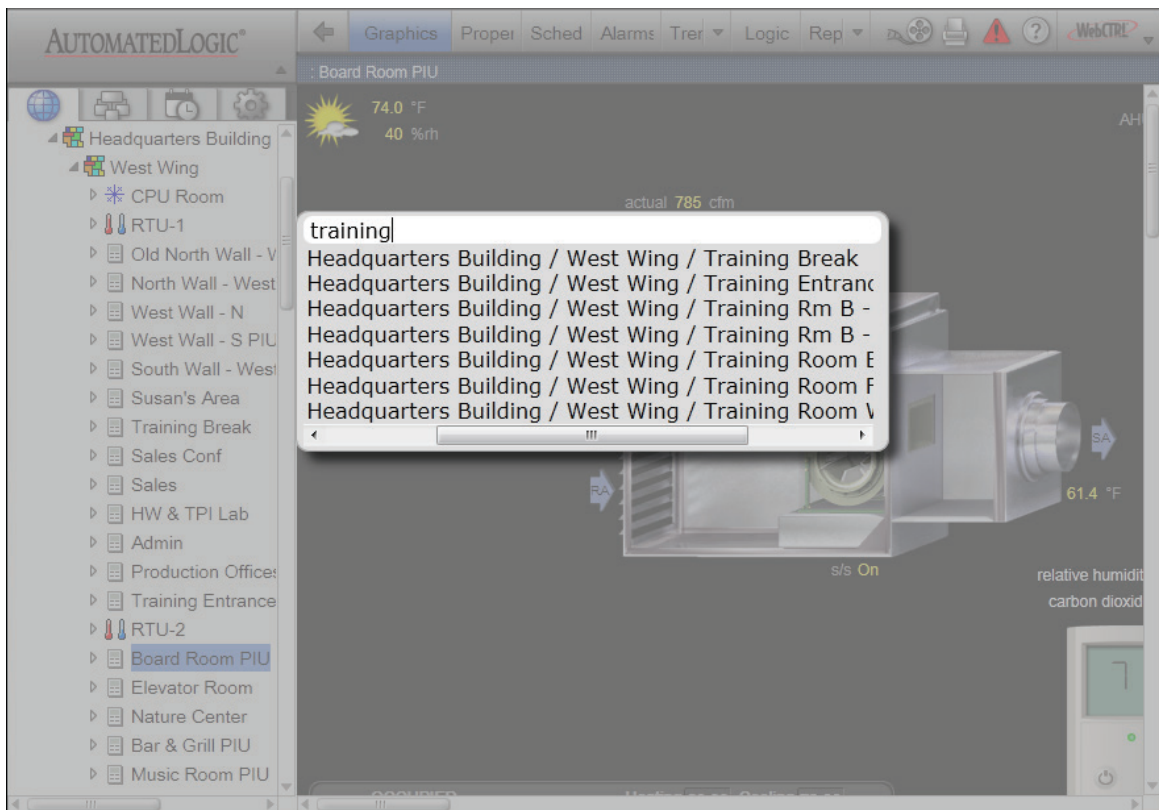 AUTOMATEDLOGIC®
Graphics Proper Sched Alarms Trer Logic Rep WebCTRL
: Board Room PIU
Headquarters Building
West Wing
CPU Room
RTU-1
Old North Wall - W
North Wall - West
West Wall - N
West Wall - S PIU
South Wall - West
Susan's Area
Training Break
Sales Conf
Sales
HW & TPI Lab
Admin
Production Offices
Training Entrance
RTU-2
Board Room PIU
Elevator Room
Nature Center
Bar & Grill PIU
Music Room PIU
74.0 °F
40 %rh
AHU
actual 785 cfm
training
Headquarters Building / West Wing / Training Break
Headquarters Building / West Wing / Training Entranc
Headquarters Building / West Wing / Training Rm B -
Headquarters Building / West Wing / Training Rm B -
Headquarters Building / West Wing / Training Room E
Headquarters Building / West Wing / Training Room F
Headquarters Building / West Wing / Training Room W
RA
SA
61.4 °F
s/s On
relative humidit
carbon dioxid
7